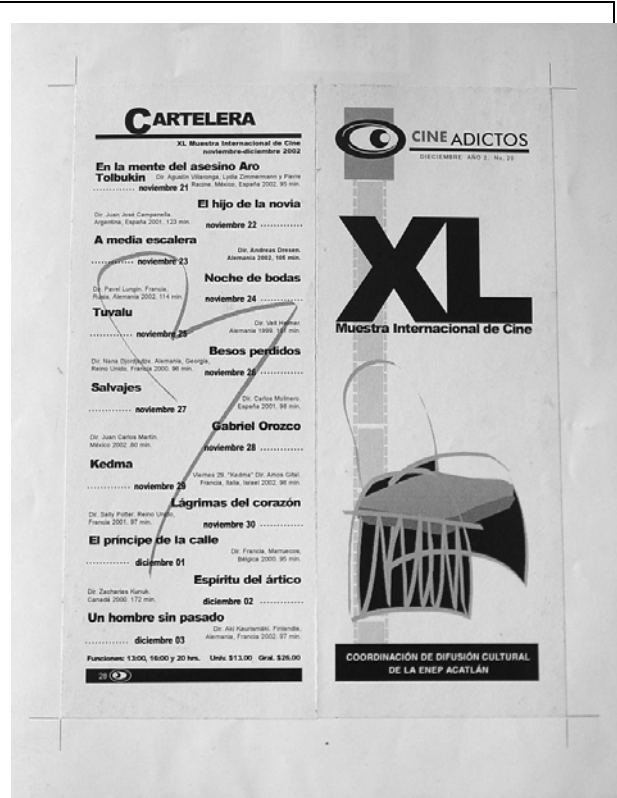 CARTELERA
XL Muestra Internacional de Cine
noviembre-diciembre 2002
En la mente del asesino Aro
Tolbukin Dir. Agustín Villaronga, Lydia Zimmermann y Pierre
............ noviembre 21 Racine. México, España 2002. 95 min.
El hijo de la novia
Dir. Juan José Campanella.
Argentina, España 2001. 123 min. noviembre 22 ............
A media escalera
Dir. Andreas Dresen.
Alemania 2002, 105 min.
............ noviembre 23
Noche de bodas
Dir. Pavel Lungin. Francia,
Rusia, Alemania 2002. 114 min. noviembre 24 ............
Tuvalu
Dir. Veit Helmer.
............ noviembre 25 Alemania 1999. min.
Besos perdidos
Dir. Nana Djordjadze. Alemania, Georgia,
Reino Unido, Francia 2000. 96 min. noviembre 26 ............
Salvajes
Dir. Carlos Molinero.
España 2001. 98 min.
............ noviembre 27
Gabriel Orozco
Dir. Juan Carlos Martín.
México 2002. 80 min. noviembre 28 ............
Kedma
Viernes 29. "Kedma" Dir. Amos Gitai.
............ noviembre 29 Francia, Italia, Israel 2002. 98 min.
Lágrimas del corazón
Dir. Sally Potter. Reino Unido,
Francia 2001. 97 min. noviembre 30 ............
El príncipe de la calle
Dir. Francia, Marruecos,
............ diciembre 01 Bélgica 2000. 95 min.
Espíritu del ártico
Dir. Zacharias Kunuk.
Canadá 2000. 172 min. diciembre 02 ............
Un hombre sin pasado
Dir. Aki Kaurismäki. Finlandia,
............ diciembre 03 Alemania, Francia 2002. 97 min.
Funciones: 13:00, 16:00 y 20 hrs. Univ. $13.00 Gral. $26.00
28
CINE ADICTOS
DIECIEMBRE AÑO 3. No. 28
XL
Muestra Internacional de Cine
COORDINACIÓN DE DIFUSIÓN CULTURAL
DE LA ENEP ACATLÁN